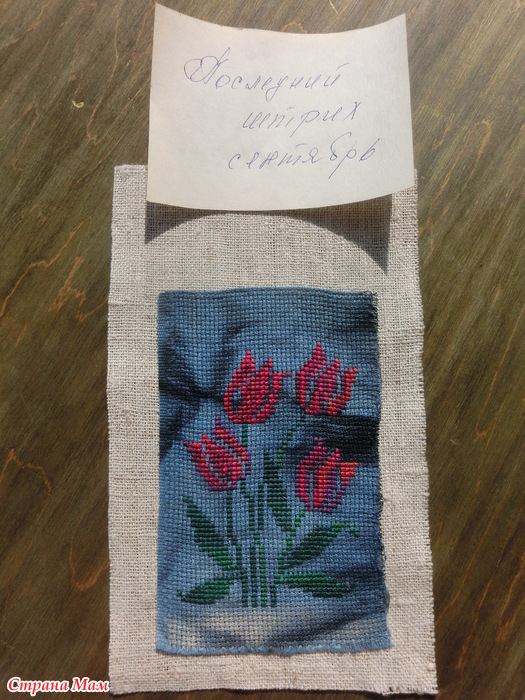 Последний
штрих
сентябрь
Страна Мам